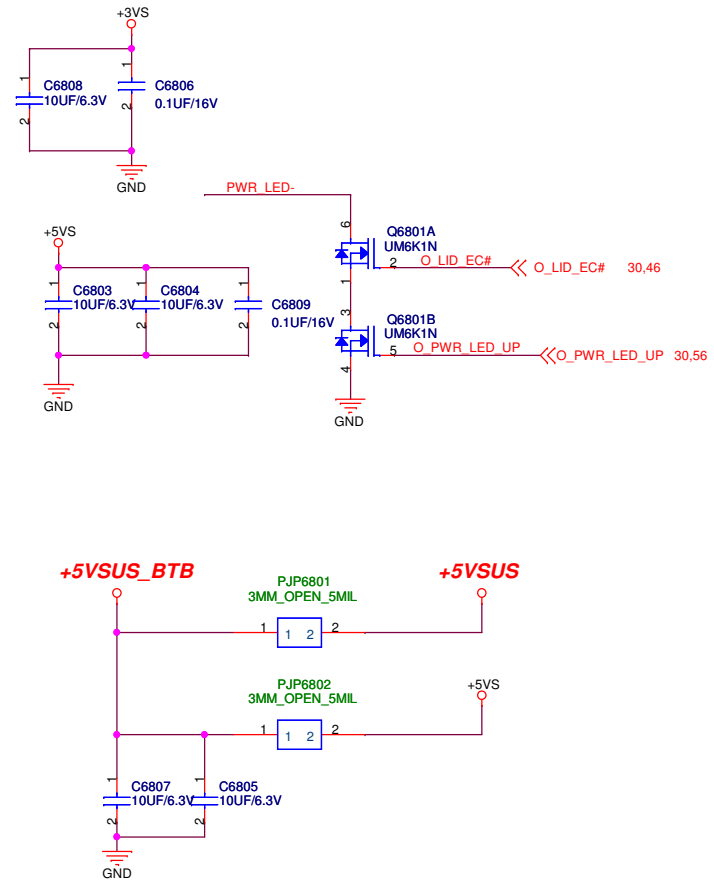 +3VS
1
C6808
10UF/6.3V
2
1
C6806
0.1UF/16V
2
GND
PWR_LED-
+5VS
1
C6803
10UF/6.3V
2
1
C6804
10UF/6.3V
2
1
C6809
0.1UF/16V
2
GND
6
Q6801A
UM6K1N
2
O_LID_EC#
O_LID_EC# 30,46
1
3
Q6801B
UM6K1N
5
O_PWR_LED_UP
O_PWR_LED_UP 30,56
4
GND
+5VSUS_BTB
PJP6801
3MM_OPEN_5MIL
+5VSUS
1
1 2
2
PJP6802
3MM_OPEN_5MIL
+5VS
1
1 2
2
1
C6807
10UF/6.3V
2
1
C6805
10UF/6.3V
2
GND